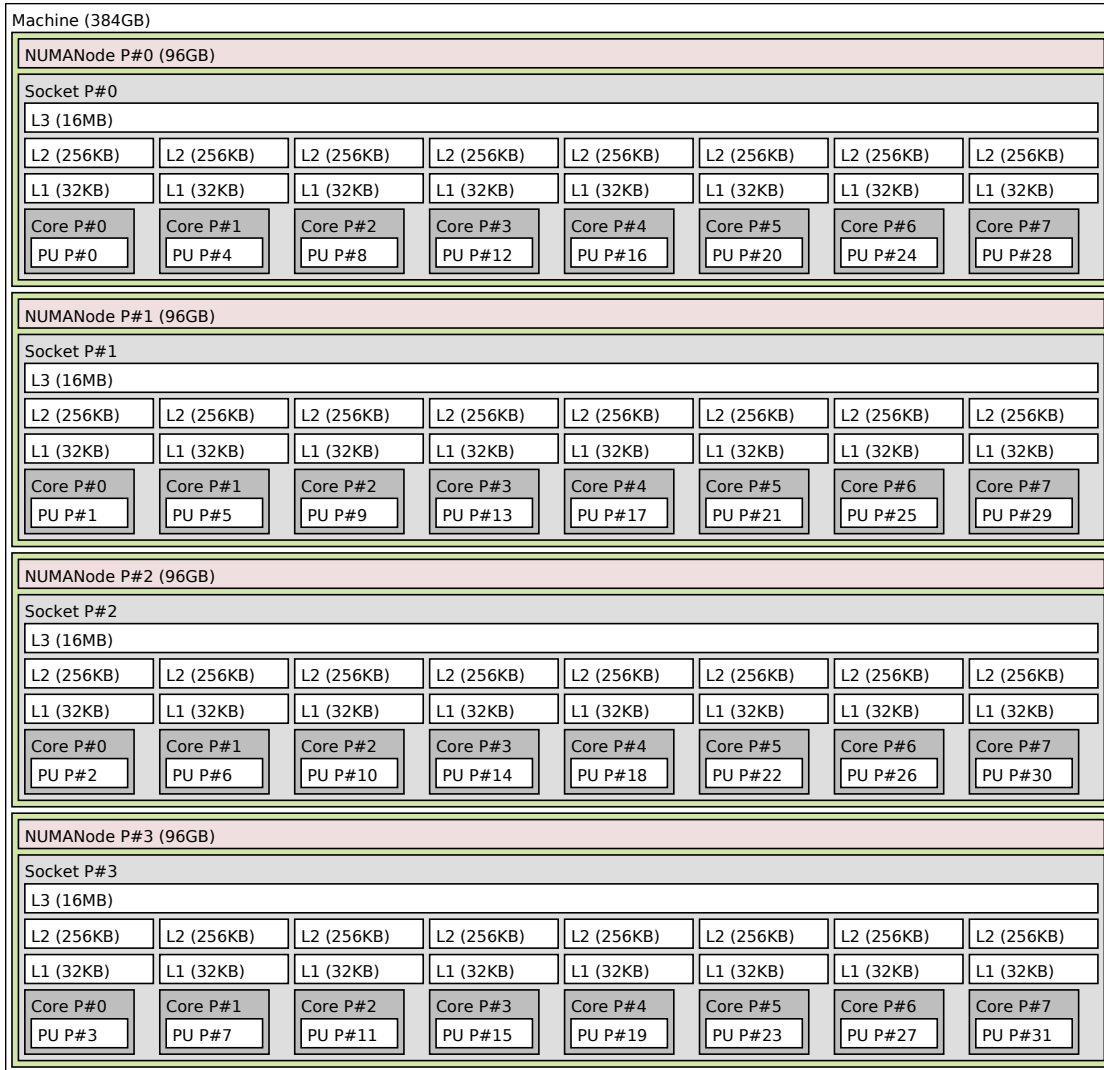 Machine (384GB)
NUMANode P#0 (96GB)
Socket P#0
L3 (16MB)
L2 (256KB) L2 (256KB) L2 (256KB) L2 (256KB) L2 (256KB) L2 (256KB) L2 (256KB) L2 (256KB)
L1 (32KB) L1 (32KB) L1 (32KB) L1 (32KB) L1 (32KB) L1 (32KB) L1 (32KB) L1 (32KB)
Core P#0 Core P#1 Core P#2 Core P#3 Core P#4 Core P#5 Core P#6 Core P#7
PU P#0 PU P#4 PU P#8 PU P#12 PU P#16 PU P#20 PU P#24 PU P#28
NUMANode P#1 (96GB)
Socket P#1
L3 (16MB)
L2 (256KB) L2 (256KB) L2 (256KB) L2 (256KB) L2 (256KB) L2 (256KB) L2 (256KB) L2 (256KB)
L1 (32KB) L1 (32KB) L1 (32KB) L1 (32KB) L1 (32KB) L1 (32KB) L1 (32KB) L1 (32KB)
Core P#0 Core P#1 Core P#2 Core P#3 Core P#4 Core P#5 Core P#6 Core P#7
PU P#1 PU P#5 PU P#9 PU P#13 PU P#17 PU P#21 PU P#25 PU P#29
NUMANode P#2 (96GB)
Socket P#2
L3 (16MB)
L2 (256KB) L2 (256KB) L2 (256KB) L2 (256KB) L2 (256KB) L2 (256KB) L2 (256KB) L2 (256KB)
L1 (32KB) L1 (32KB) L1 (32KB) L1 (32KB) L1 (32KB) L1 (32KB) L1 (32KB) L1 (32KB)
Core P#0 Core P#1 Core P#2 Core P#3 Core P#4 Core P#5 Core P#6 Core P#7
PU P#2 PU P#6 PU P#10 PU P#14 PU P#18 PU P#22 PU P#26 PU P#30
NUMANode P#3 (96GB)
Socket P#3
L3 (16MB)
L2 (256KB) L2 (256KB) L2 (256KB) L2 (256KB) L2 (256KB) L2 (256KB) L2 (256KB) L2 (256KB)
L1 (32KB) L1 (32KB) L1 (32KB) L1 (32KB) L1 (32KB) L1 (32KB) L1 (32KB) L1 (32KB)
Core P#0 Core P#1 Core P#2 Core P#3 Core P#4 Core P#5 Core P#6 Core P#7
PU P#3 PU P#7 PU P#11 PU P#15 PU P#19 PU P#23 PU P#27 PU P#31